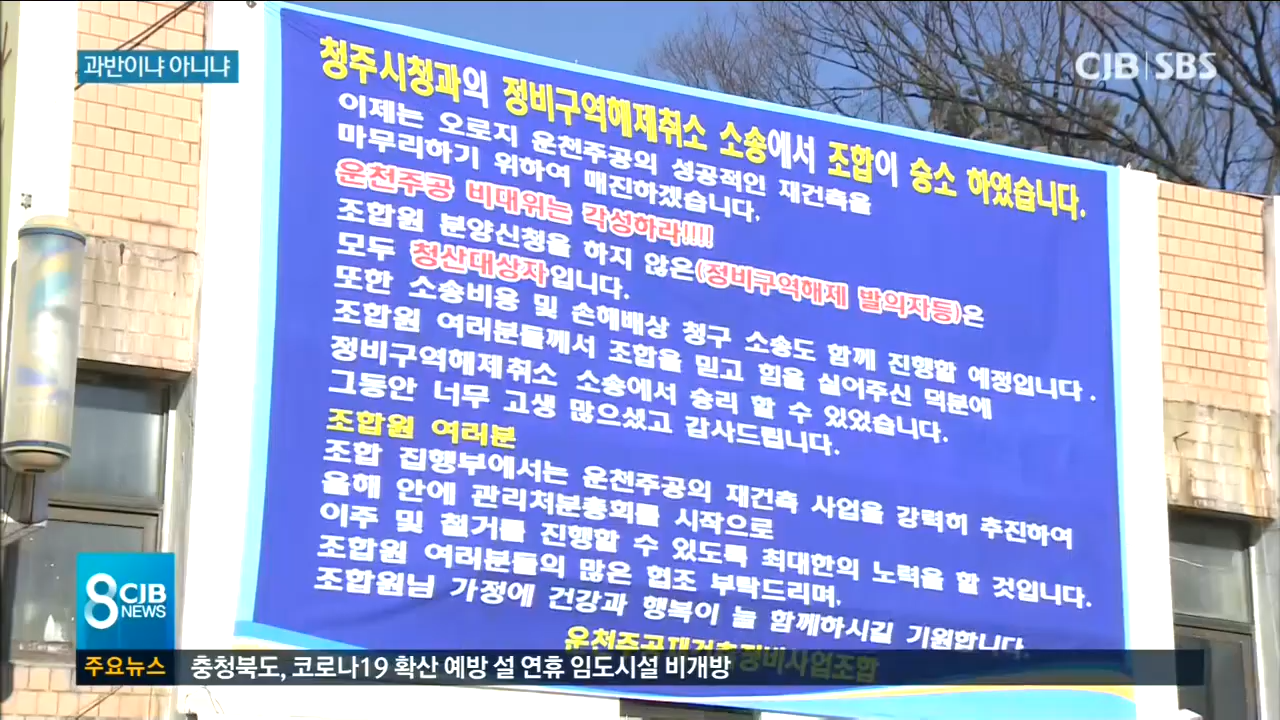 과반이냐 아니냐
CJB SBS
청주시청과의 정비구역해제취소 소송에서 조합이 승소 하였습니다.
이제는 오로지 운천주공의 성공적인 재건축을
마무리하기 위하여 매진하겠습니다.
운천주공 비대위는 각성하라!!!!
조합원 분양신청을 하지 않은(정비구역해제 발의자등)은
모두 청산대상자입니다.
또한 소송비용 및 손해배상 청구 소송도 함께 진행할 예정입니다.
조합원 여러분들께서 조합을 믿고 힘을 실어주신 덕분에
정비구역해제취소 소송에서 승리 할 수 있었습니다.
그동안 너무 고생 많으셨고 감사드립니다.
조합원 여러분
조합 집행부에서는 운천주공의 재건축 사업을 강력히 추진하여
올해 안에 관리처분총회를 시작으로
이주 및 철거를 진행할 수 있도록 최대한의 노력을 할 것입니다.
조합원 여러분들의 많은 협조 부탁드리며,
조합원님 가정에 건강과 행복이 늘 함께하시길 기원합니다.
운천주공재건축정비사업조합
8 CJB NEWS
주요뉴스 충청북도, 코로나19 확산 예방 설 연휴 임도시설 비개방